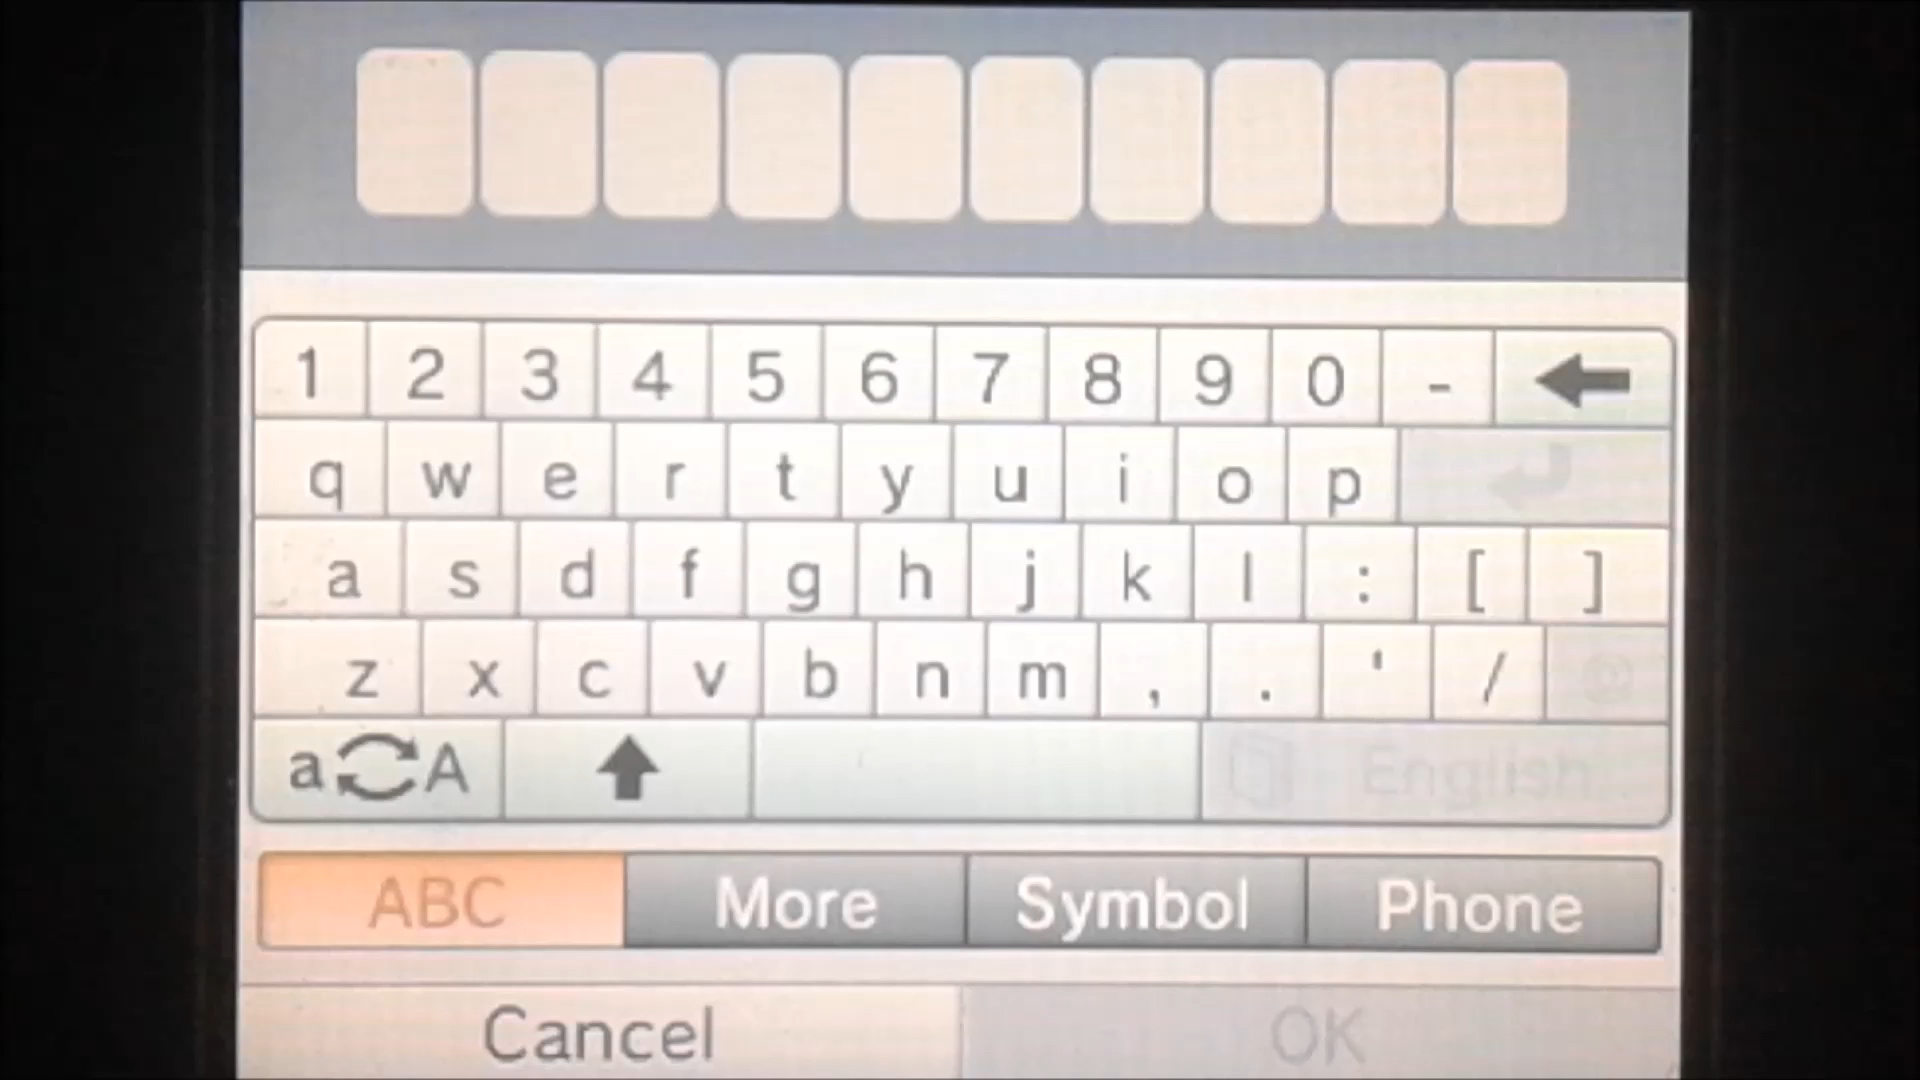 1 2 3 4 5 6 7 8 9 0 -
q w e r t y u i o p
a s d f g h j k l : [ ]
z x c v b n m , . ' / @
a A English
ABC More Symbol Phone
Cancel OK